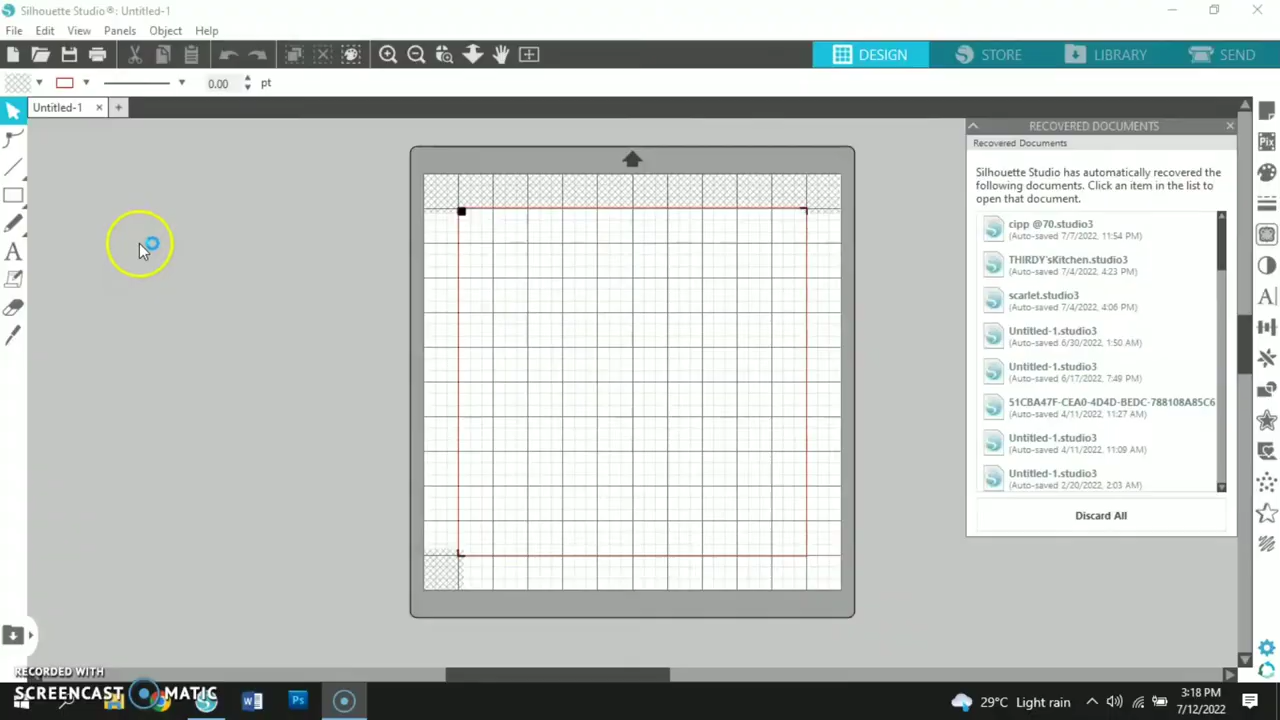 Silhouette Studio®: Untitled-1
File Edit View Panels Object Help
DESIGN STORE LIBRARY SEND
0.00 pt
Untitled-1 × +
RECOVERED DOCUMENTS
Recovered Documents
Silhouette Studio has automatically recovered the
following documents. Click an item in the list to
open that document.
cipp @70.studio3
(Auto-saved 7/7/2022, 11:54 PM)
THIRDY'sKitchen.studio3
(Auto-saved 7/4/2022, 4:23 PM)
scarlet.studio3
(Auto-saved 7/4/2022, 4:06 PM)
Untitled-1.studio3
(Auto-saved 6/30/2022, 1:50 AM)
Untitled-1.studio3
(Auto-saved 6/17/2022, 7:49 PM)
51CBA47F-CEA0-4D4D-BEDC-788108A85C6
(Auto-saved 4/11/2022, 11:27 AM)
Untitled-1.studio3
(Auto-saved 4/11/2022, 11:09 AM)
Untitled-1.studio3
(Auto-saved 2/20/2022, 2:03 AM)
Discard All
RECORDED WITH
SCREENCAST MATIC
29°C Light rain
3:18 PM
7/12/2022